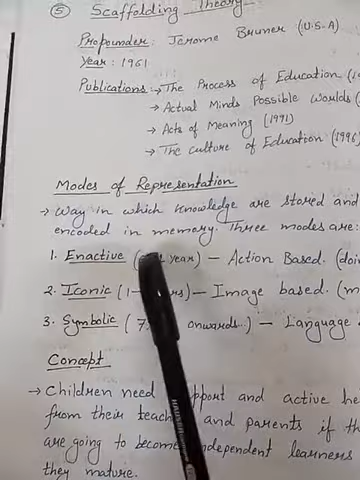 ⑤ Scaffolding Theory
Propounder: Jerome Bruner (U.S.A)
Year: 1961
Publications: → The Process of Education
→ Actual Minds Possible Worlds
→ Acts of Meaning (1991)
→ The Culture of Education (1996
Modes of Representation
→ Way in which knowledge are stored and
encoded in memory. Three modes are:
1. Enactive ( year) – Action Based.
2. Iconic (1 – – Image based.
3. Symbolic ( 7 onwards..) – Language
Concept
→ Children need and active
from their and parents if
are going to become independent learners
they mature.